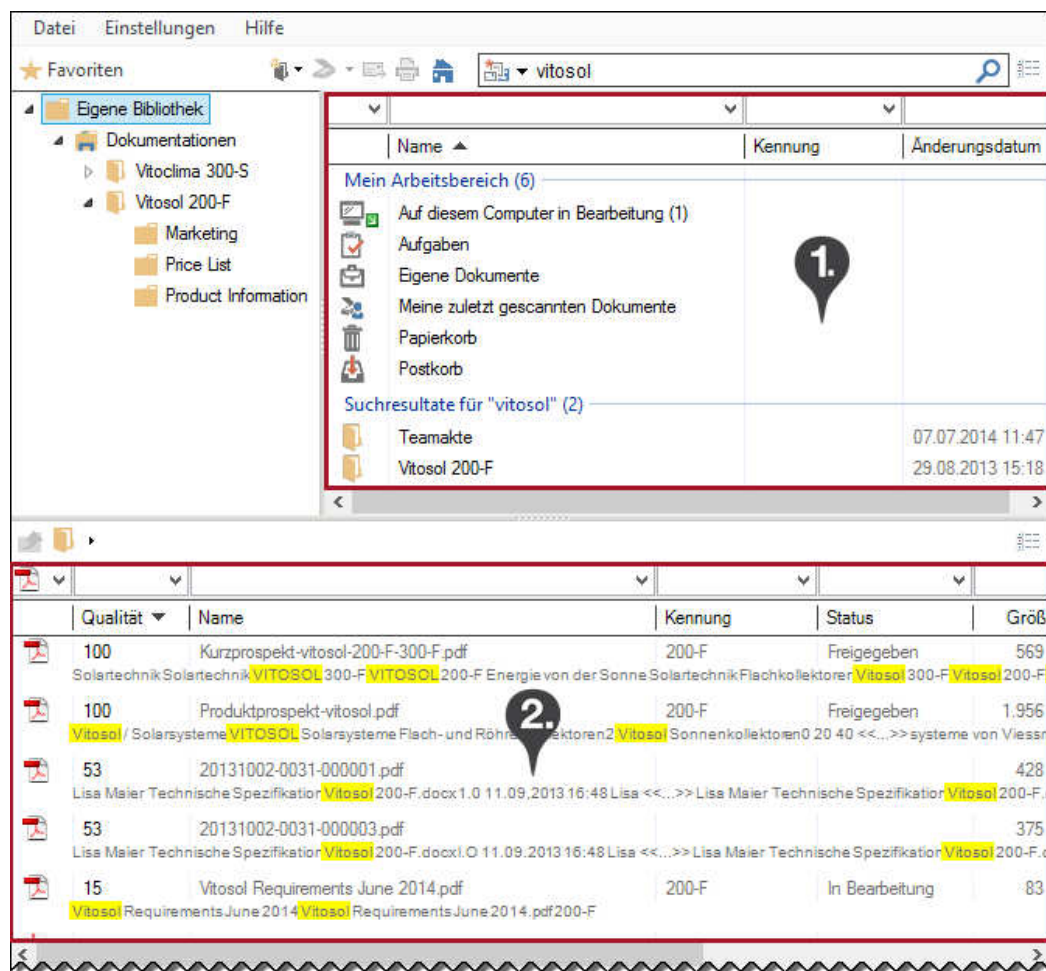 Datei Einstellungen Hilfe
Favoriten vitosol
Eigene Bibliothek
Dokumentationen
Vitoclima 300-S
Vitosol 200-F
Marketing
Price List
Product Information
Name Kennung Änderungsdatum
Mein Arbeitsbereich (6)
Auf diesem Computer in Bearbeitung (1)
Aufgaben
Eigene Dokumente
Meine zuletzt gescannten Dokumente
Papierkorb
Postkorb
1.
Suchresultate für "vitosol" (2)
Teamakte 07.07.2014 11:47
Vitosol 200-F 29.08.2013 15:18
Qualität Name Kennung Status Größ
100 Kurzprospekt-vitosol-200-F-300-F.pdf 200-F Freigegeben 569
Solartechnik Solartechnik VITOSOL 300-F VITOSOL 200-F Energie von der Sonne Solartechnik Flachkollektoren Vitosol 300-F Vitosol 200-F
100 Produktprospekt-vitosol.pdf 200-F Freigegeben 1.956
2.
Vitosol / Solarsysteme VITOSOL Solarsysteme Flach- und Röhre ektoren2 Vitosol Sonnenkollektoren0 20 40 <<...>> systeme von Viessm
53 20131002-0031-000001.pdf 428
Lisa Maier Technische Spezifikation Vitosol 200-F.docx1.0 11.09.2013 16:48 Lisa <<...>> Lisa Maier Technische Spezifikation Vitosol 200-F.
53 20131002-0031-000003.pdf 375
Lisa Maier Technische Spezifikation Vitosol 200-F.docxl.O 11.09.2013 16:48 Lisa <<...>> Lisa Maier Technische Spezifikation Vitosol 200-F.d
15 Vitosol Requirements June 2014.pdf 200-F In Bearbeitung 83
Vitosol Requirements June 2014 Vitosol Requirements June 2014.pdf 200-F